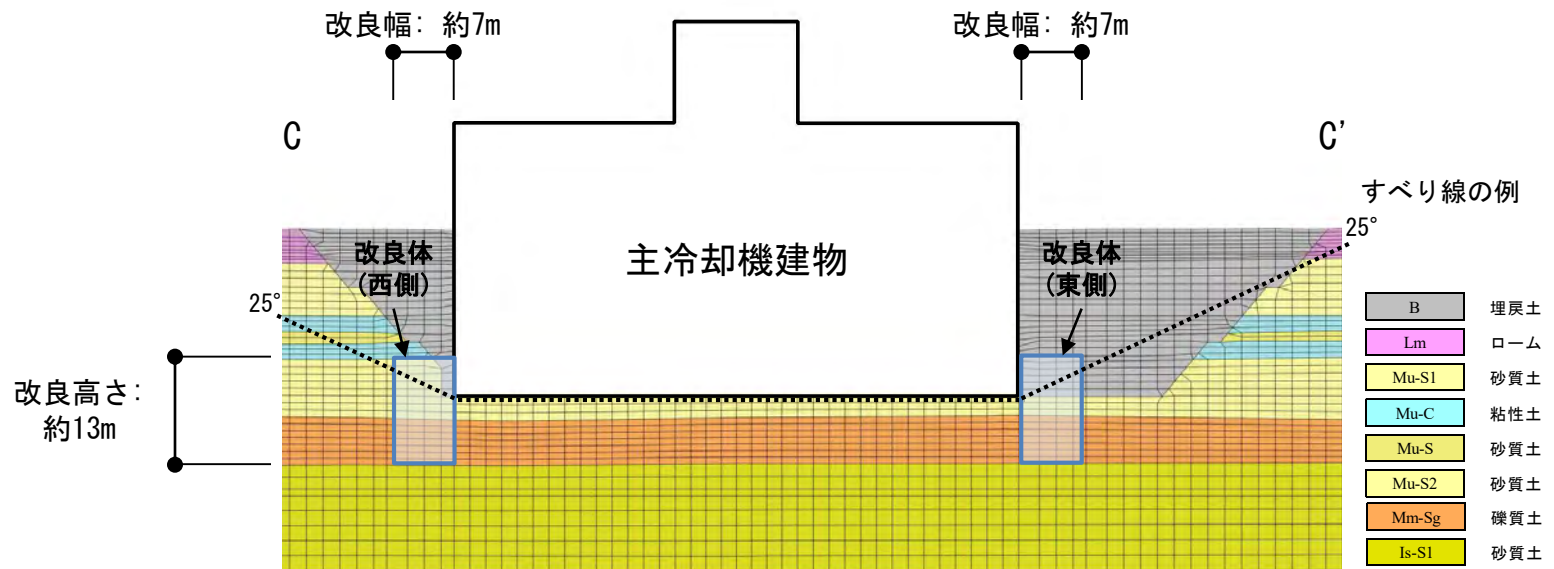 改良幅: 約7m
改良幅: 約7m
C
C'
すべり線の例
25°
改良体
(西側)
主冷却機建物
改良体
(東側)
25°
改良高さ:
約13m
B 埋戻土
Lm ローム
Mu-S1 砂質土
Mu-C 粘性土
Mu-S 砂質土
Mu-S2 砂質土
Mm-Sg 礫質土
Is-S1 砂質土